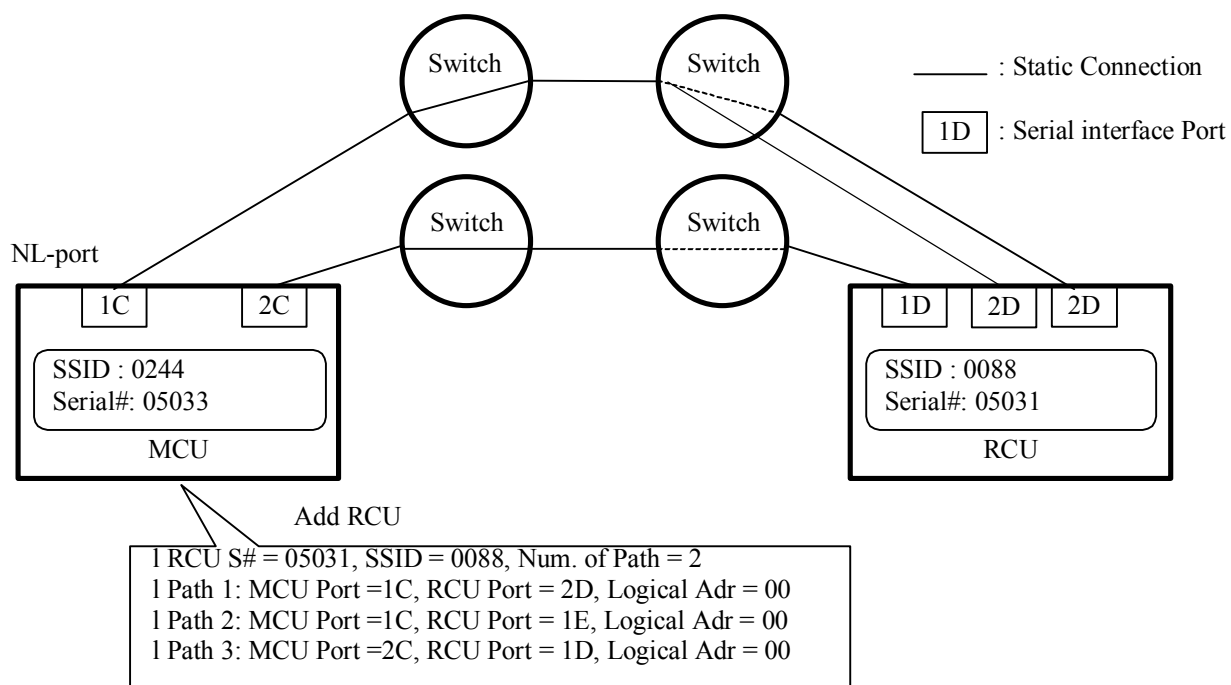 Switch
Switch
: Static Connection
1D : Serial interface Port
Switch
Switch
NL-port
1C
2C
1D
2D
2D
SSID : 0244
Serial#: 05033
MCU
SSID : 0088
Serial#: 05031
RCU
Add RCU
l RCU S# = 05031, SSID = 0088, Num. of Path = 2
l Path 1: MCU Port =1C, RCU Port = 2D, Logical Adr = 00
l Path 2: MCU Port =1C, RCU Port = 1E, Logical Adr = 00
l Path 3: MCU Port =2C, RCU Port = 1D, Logical Adr = 00